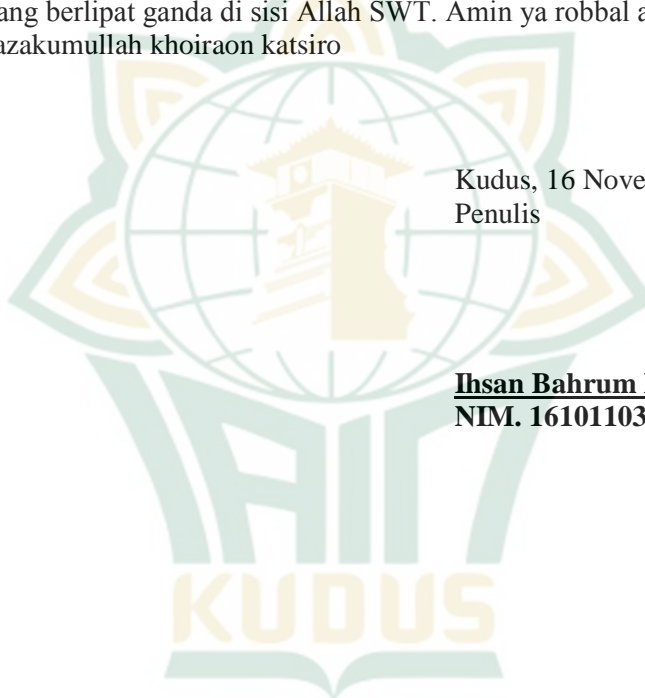 ang berlipat ganda di sisi Allah SWT. Amin ya robbal a
azakumullah khoiraon katsiro
Kudus, 16 Nove
Penulis
Ihsan Bahrum
NIM. 16101103
IAIN
KUDUS